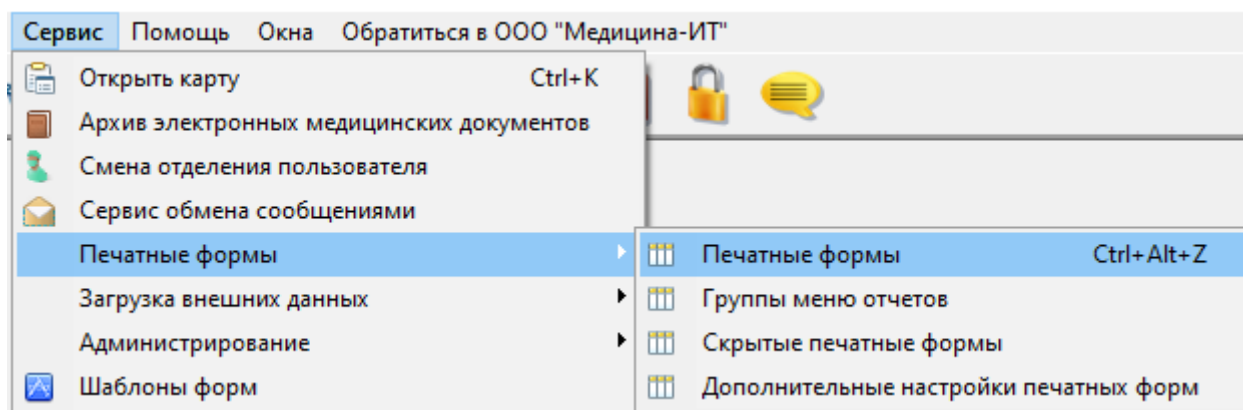 Сервис Помощь Окна Обратиться в ООО "Медицина-ИТ"
Открыть карту Ctrl+K
Архив электронных медицинских документов
Смена отделения пользователя
Сервис обмена сообщениями
Печатные формы
Загрузка внешних данных
Администрирование
Шаблоны форм
Печатные формы Ctrl+Alt+Z
Группы меню отчетов
Скрытые печатные формы
Дополнительные настройки печатных форм